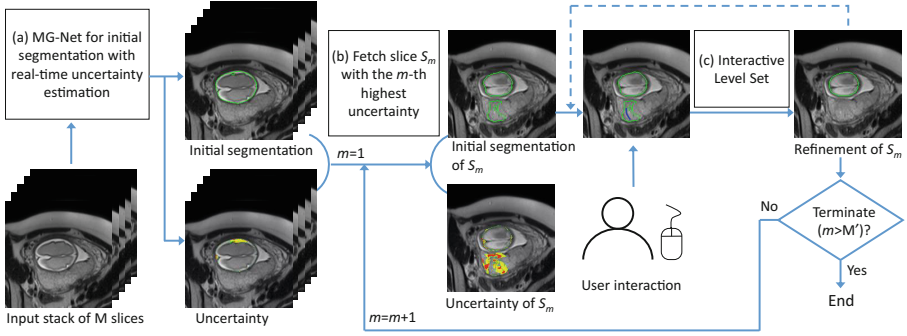 (a) MG-Net for initial
segmentation with
real-time uncertainty
estimation
Input stack of M slices
Initial segmentation
Uncertainty
(b) Fetch slice Sₘ
with the m-th
highest
uncertainty
m=1
m=m+1
Initial segmentation
of Sₘ
Uncertainty of Sₘ
User interaction
(c) Interactive
Level Set
Refinement of Sₘ
Terminate
(m>M′)?
No
Yes
End